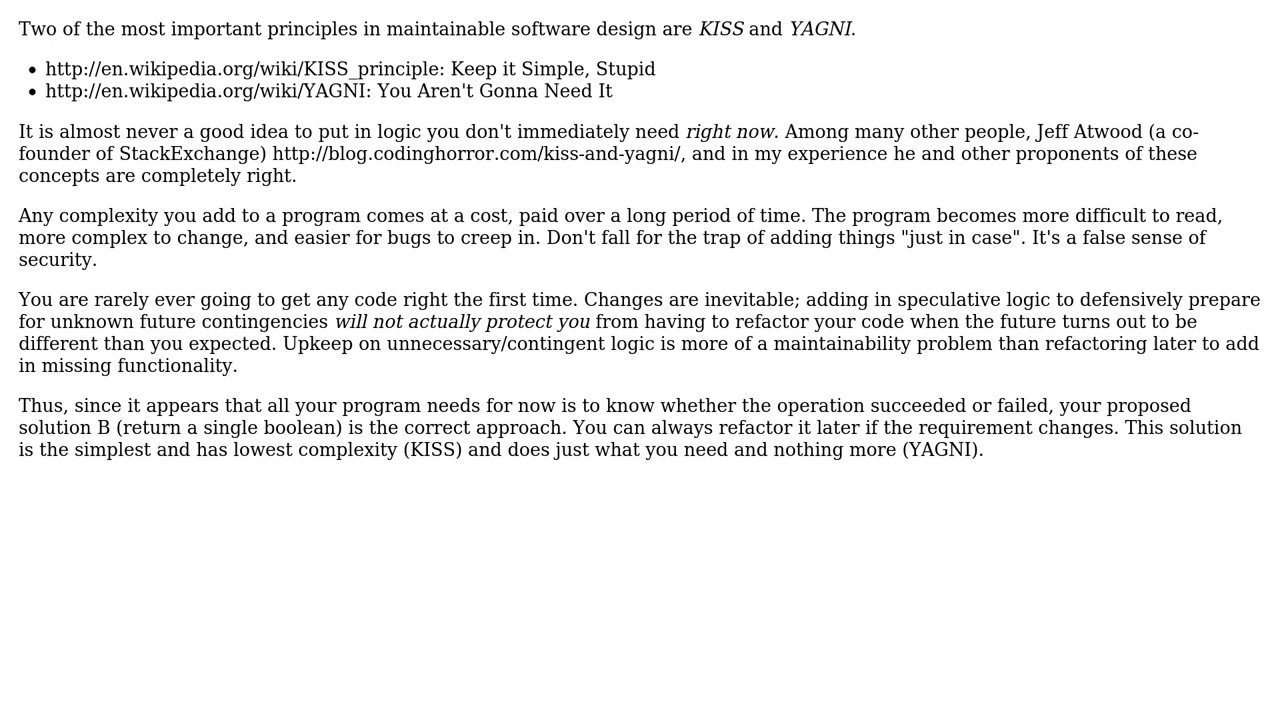 Two of the most important principles in maintainable software design are KISS and YAGNI.
• http://en.wikipedia.org/wiki/KISS_principle: Keep it Simple, Stupid
• http://en.wikipedia.org/wiki/YAGNI: You Aren't Gonna Need It
It is almost never a good idea to put in logic you don't immediately need right now. Among many other people, Jeff Atwood (a co-
founder of StackExchange) http://blog.codinghorror.com/kiss-and-yagni/, and in my experience he and other proponents of these
concepts are completely right.
Any complexity you add to a program comes at a cost, paid over a long period of time. The program becomes more difficult to read,
more complex to change, and easier for bugs to creep in. Don't fall for the trap of adding things "just in case". It's a false sense of
security.
You are rarely ever going to get any code right the first time. Changes are inevitable; adding in speculative logic to defensively prepare
for unknown future contingencies will not actually protect you from having to refactor your code when the future turns out to be
different than you expected. Upkeep on unnecessary/contingent logic is more of a maintainability problem than refactoring later to add
in missing functionality.
Thus, since it appears that all your program needs for now is to know whether the operation succeeded or failed, your proposed
solution B (return a single boolean) is the correct approach. You can always refactor it later if the requirement changes. This solution
is the simplest and has lowest complexity (KISS) and does just what you need and nothing more (YAGNI).